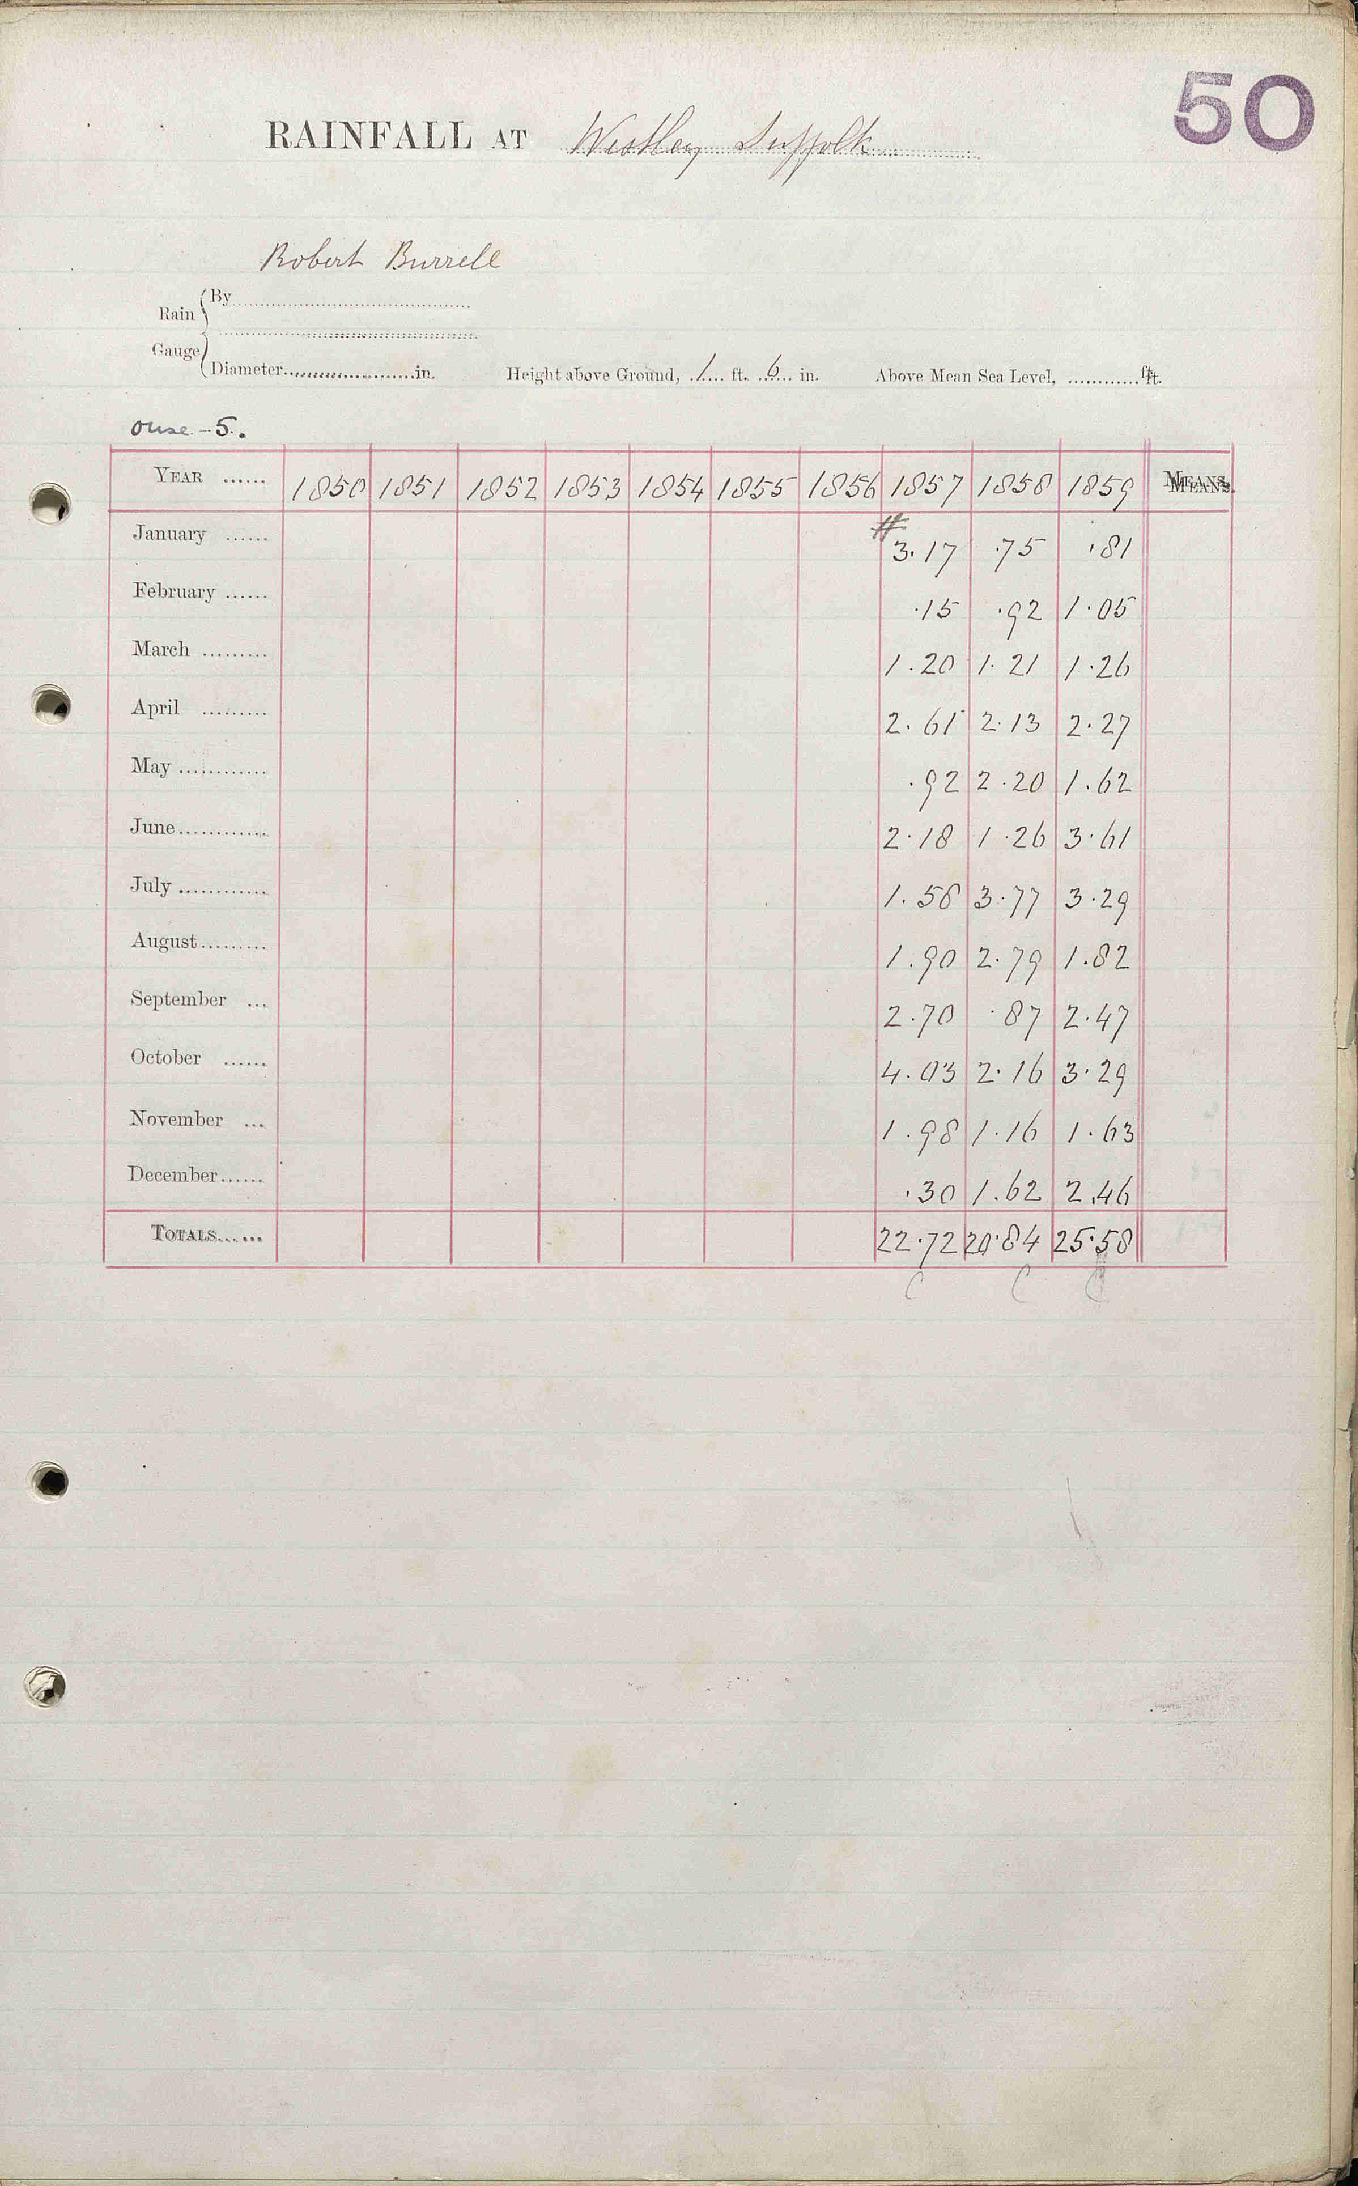 50
RAINFALL AT Westley Suffolk
Robert Burrell
Rain Gauge { By
Diameter in. Height above Ground, 1 ft. 6 in. Above Mean Sea Level, ft.
Ouse - 5.
YEAR ...... 1850 1851 1852 1853 1854 1855 1856 1857 1858 1859 MEANS.
January ...... # 3.17 .75 .81
February ...... .15 .92 1.05
March ......... 1.20 1.21 1.26
April ......... 2.61 2.13 2.27
May ............ .92 2.20 1.62
June ............ 2.18 1.26 3.61
July ............ 1.58 3.77 3.29
August ......... 1.90 2.79 1.82
September ... 2.70 .87 2.47
October ...... 4.03 2.16 3.29
November ... 1.98 1.16 1.63
December ...... .30 1.62 2.46
TOTALS ...... 22.72 20.84 25.58
C C C